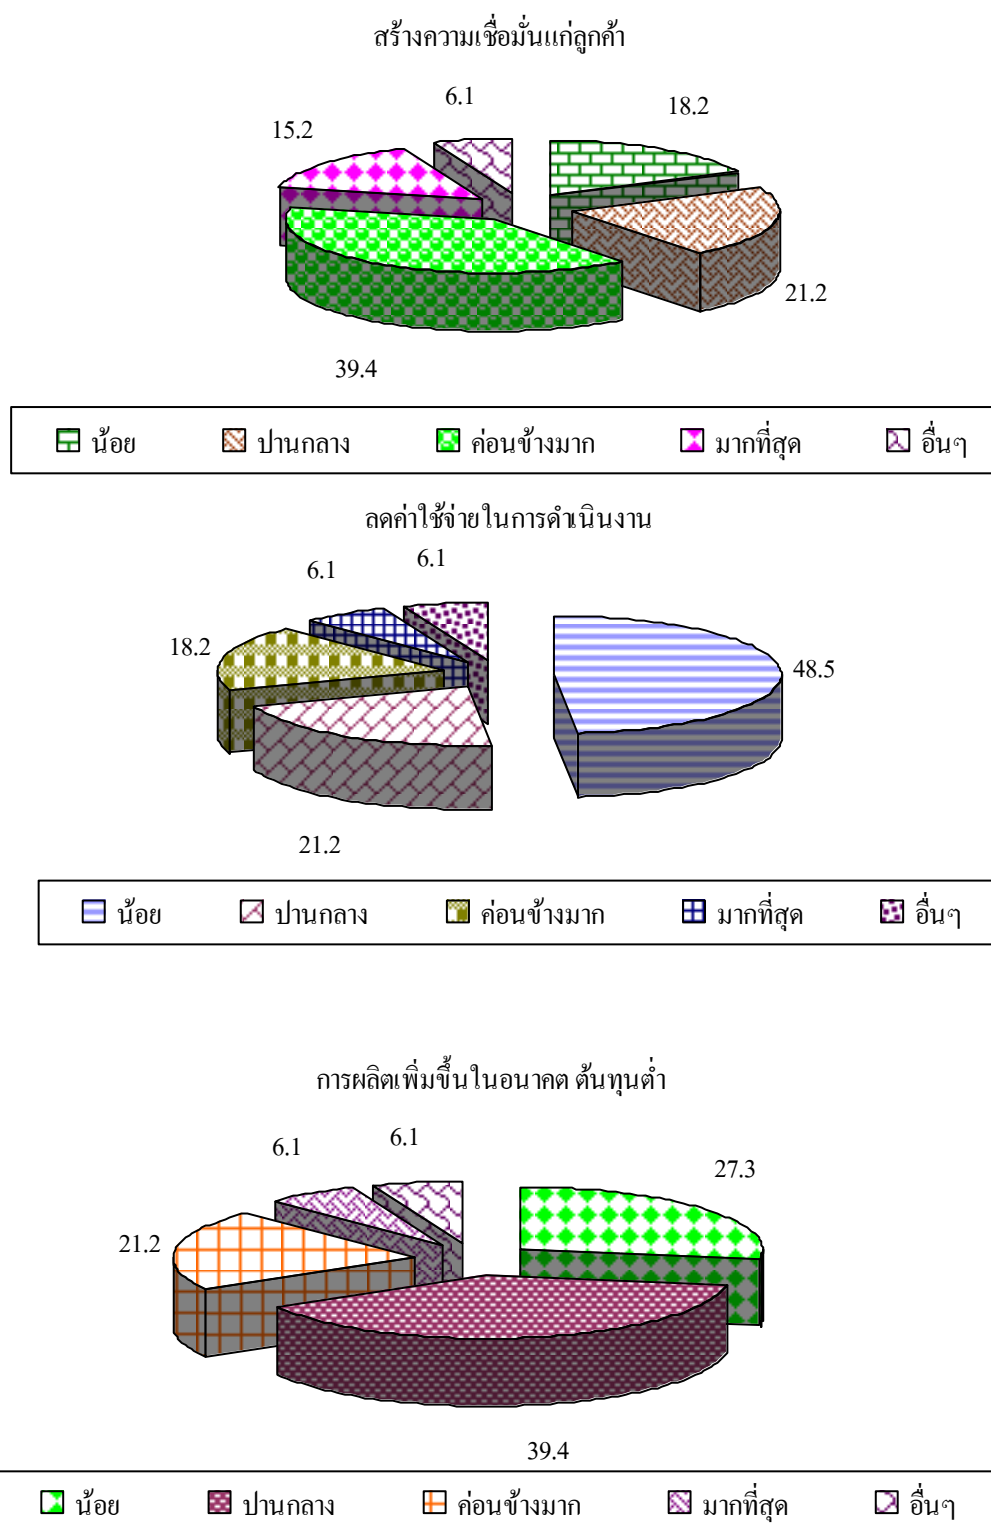 สร้างความเชื่อมั่นแก่ลูกค้า
6.1
18.2
15.2
21.2
39.4
น้อย ปานกลาง ค่อนข้างมาก มากที่สุด อื่นๆ
ลดค่าใช้จ่ายในการดำเนินงาน
6.1
6.1
18.2
48.5
21.2
น้อย ปานกลาง ค่อนข้างมาก มากที่สุด อื่นๆ
การผลิตเพิ่มขึ้นในอนาคต ต้นทุนต่ำ
6.1
6.1
27.3
21.2
39.4
น้อย ปานกลาง ค่อนข้างมาก มากที่สุด อื่นๆ